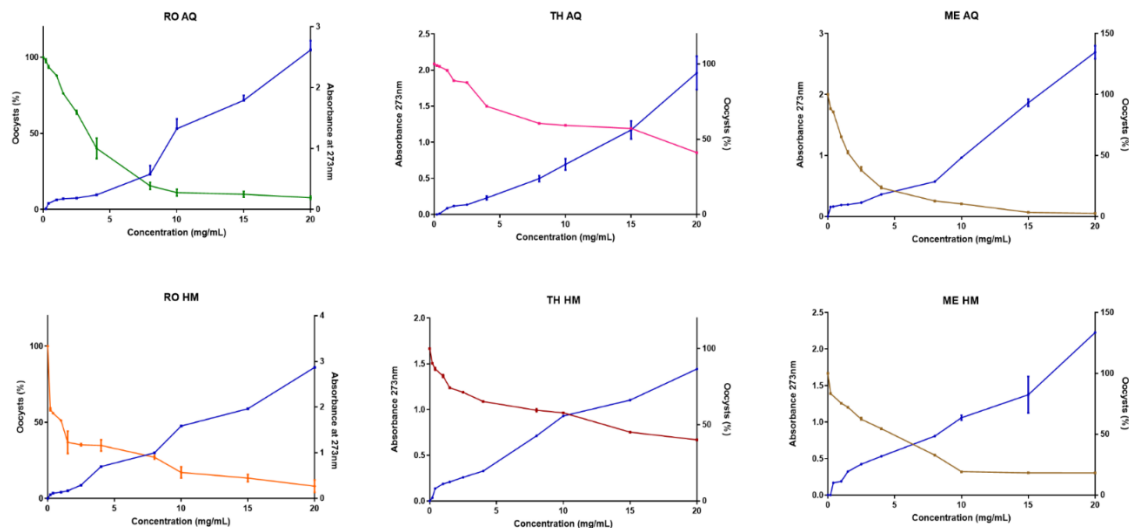 RO AQ
100
50
0
Oocysts (%)
3
2
1
0
Absorbance at 273nm
0 5 10 15 20
Concentration (mg/mL)
TH AQ
2.5
2.0
1.5
1.0
0.5
0.0
Absorbance 273nm
100
50
0
Oocysts (%)
0 5 10 15 20
Concentration (mg/mL)
ME AQ
3
2
1
0
Absorbance 273nm
150
100
50
0
Oocysts (%)
0 5 10 15 20
Concentration (mg/mL)
RO HM
100
50
0
Oocysts (%)
4
3
2
1
0
Absorbance at 273nm
0 5 10 15 20
Concentration (mg/mL)
TH HM
2.0
1.5
1.0
0.5
0.0
Absorbance 273nm
100
50
0
Oocysts (%)
0 5 10 15 20
Concentration (mg/mL)
ME HM
2.5
2.0
1.5
1.0
0.5
0.0
Absorbance 273nm
150
100
50
0
Oocysts (%)
0 5 10 15 20
Concentration (mg/mL)